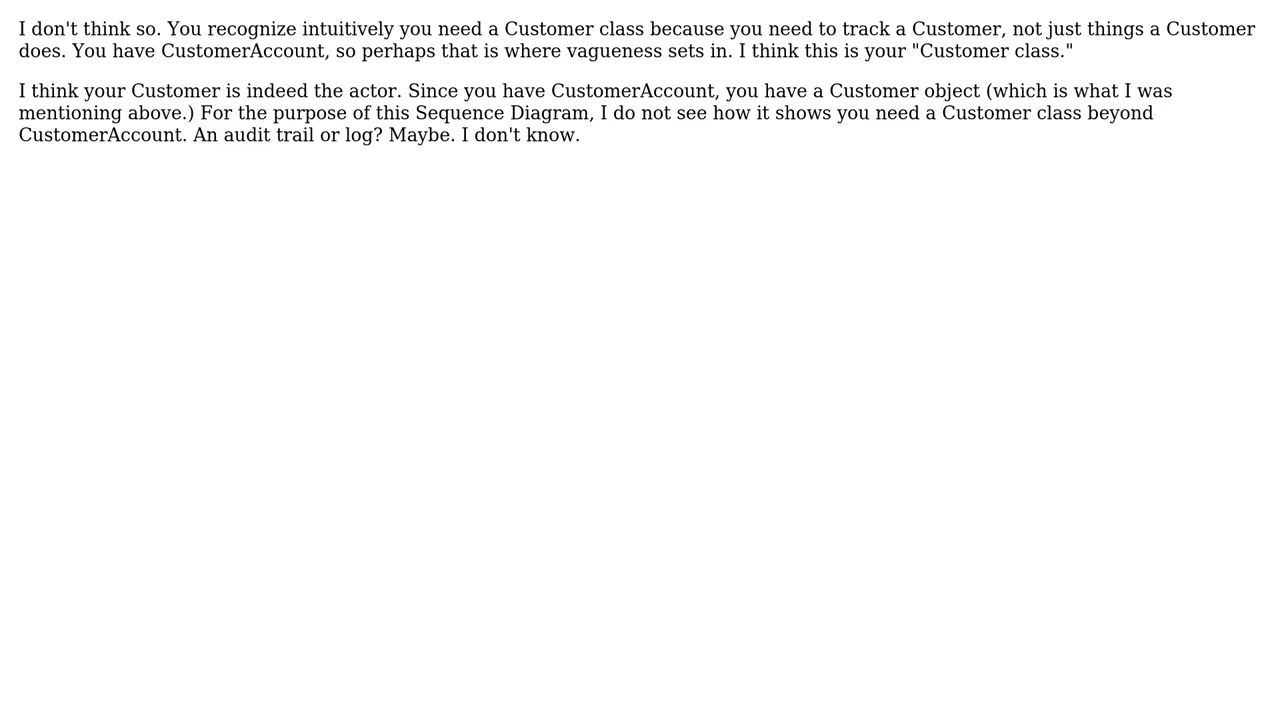 I don't think so. You recognize intuitively you need a Customer class because you need to track a Customer, not just things a Customer
does. You have CustomerAccount, so perhaps that is where vagueness sets in. I think this is your "Customer class."
I think your Customer is indeed the actor. Since you have CustomerAccount, you have a Customer object (which is what I was
mentioning above.) For the purpose of this Sequence Diagram, I do not see how it shows you need a Customer class beyond
CustomerAccount. An audit trail or log? Maybe. I don't know.